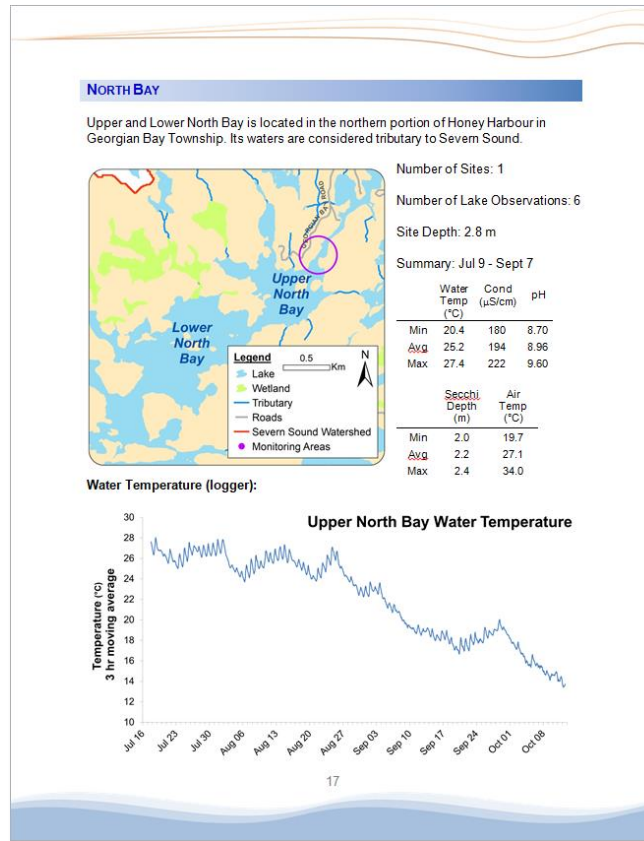 NORTH BAY
Upper and Lower North Bay is located in the northern portion of Honey Harbour in
Georgian Bay Township. Its waters are considered tributary to Severn Sound.
GEORGIAN BAY ROAD
Upper
North
Bay
Lower
North
Bay
Legend
0.5
Km
N
Lake
Wetland
Tributary
Roads
Severn Sound Watershed
Monitoring Areas
Number of Sites: 1
Number of Lake Observations: 6
Site Depth: 2.8 m
Summary: Jul 9 - Sept 7
Water Temp (°C) Cond (µS/cm) pH
Min 20.4 180 8.70
Avg 25.2 194 8.96
Max 27.4 222 9.60
Secchi Depth (m) Air Temp (°C)
Min 2.0 19.7
Avg 2.2 27.1
Max 2.4 34.0
Water Temperature (logger):
Upper North Bay Water Temperature
Temperature (°C)
3 hr moving average
30
28
26
24
22
20
18
16
14
12
10
Jul 16
Jul 23
Jul 30
Aug 06
Aug 13
Aug 20
Aug 27
Sep 03
Sep 10
Sep 17
Sep 24
Oct 01
Oct 08
17